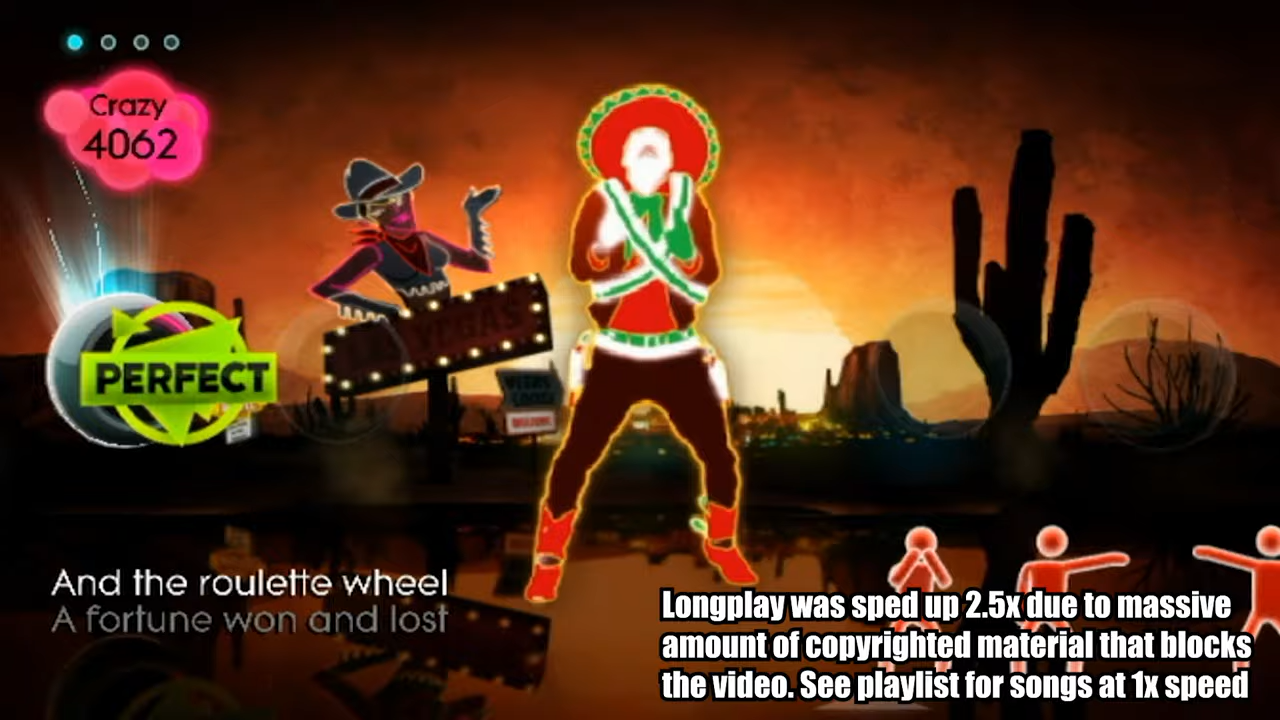 Crazy
4062
VEGAS
PERFECT
And the roulette wheel
A fortune won and lost
Longplay was sped up 2.5x due to massive
amount of copyrighted material that blocks
the video. See playlist for songs at 1x speed